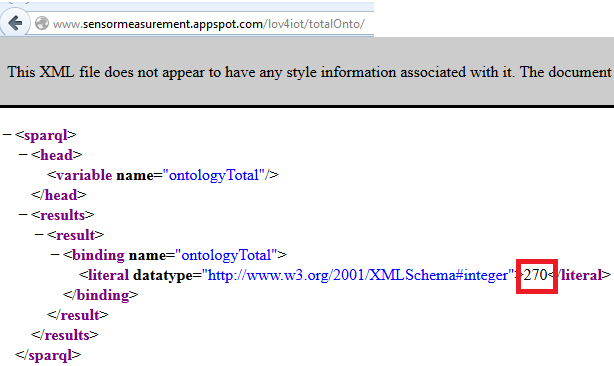 www.sensormeasurement.appspot.com/lov4iot/totalOnto/
This XML file does not appear to have any style information associated with it. The document
−<sparql>
−<head>
<variable name="ontologyTotal"/>
</head>
−<results>
−<result>
−<binding name="ontologyTotal">
<literal datatype="http://www.w3.org/2001/XMLSchema#integer">270</literal>
</binding>
</result>
</results>
</sparql>